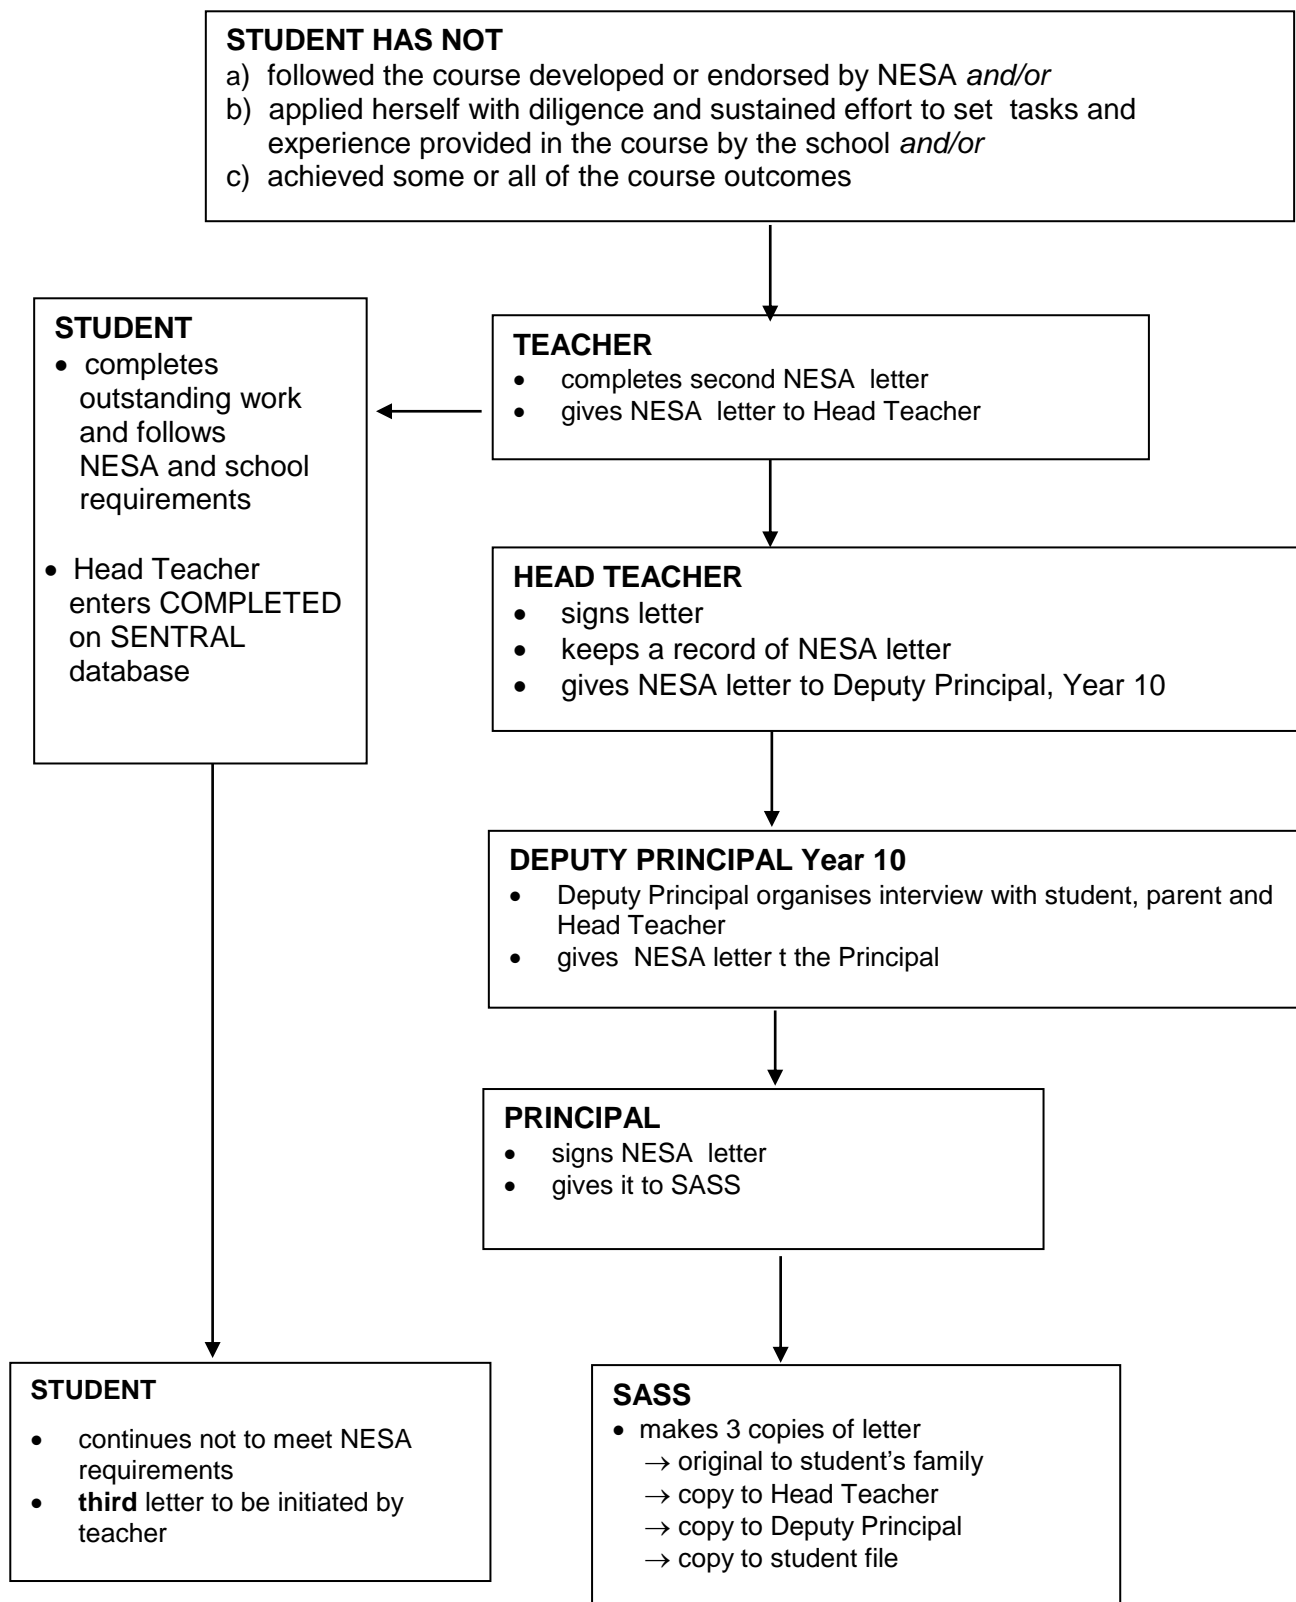 STUDENT HAS NOT
a) followed the course developed or endorsed by NESA and/or
b) applied herself with diligence and sustained effort to set tasks and
experience provided in the course by the school and/or
c) achieved some or all of the course outcomes
STUDENT
• completes
outstanding work
and follows
NESA and school
requirements
• Head Teacher
enters COMPLETED
on SENTRAL
database
TEACHER
• completes second NESA letter
• gives NESA letter to Head Teacher
HEAD TEACHER
• signs letter
• keeps a record of NESA letter
• gives NESA letter to Deputy Principal, Year 10
DEPUTY PRINCIPAL Year 10
• Deputy Principal organises interview with student, parent and
Head Teacher
• gives NESA letter t the Principal
PRINCIPAL
• signs NESA letter
• gives it to SASS
STUDENT
• continues not to meet NESA
requirements
• third letter to be initiated by
teacher
SASS
• makes 3 copies of letter
→ original to student’s family
→ copy to Head Teacher
→ copy to Deputy Principal
→ copy to student file